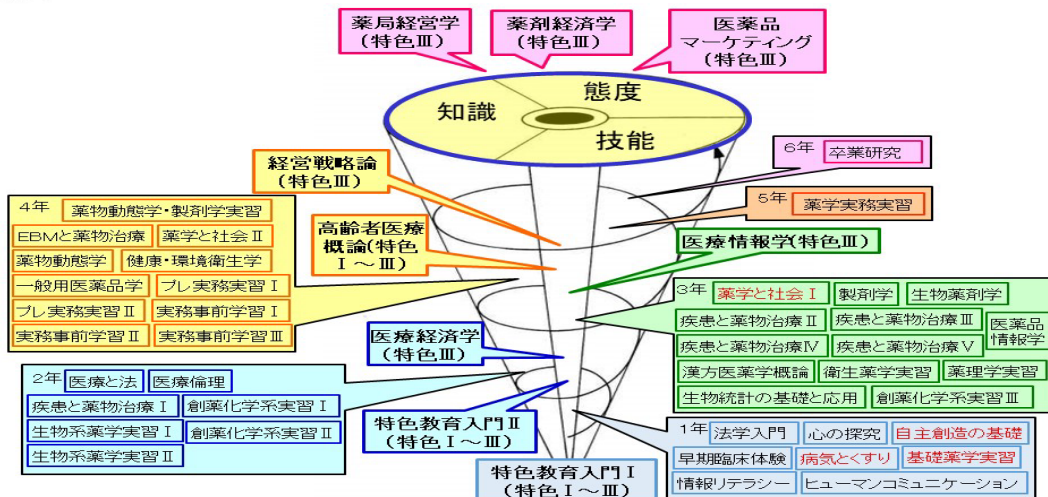 薬局経営学
(特色Ⅲ)
薬剤経済学
(特色Ⅲ)
医薬品
マーケティング
(特色Ⅲ)
知識
態度
技能
6年 卒業研究
5年 薬学実務実習
経営戦略論
(特色Ⅲ)
高齢者医療
概論(特色
Ⅰ～Ⅲ)
医療情報学(特色Ⅲ)
4年 薬物動態学・製剤学実習
EBMと薬物治療 薬学と社会Ⅱ
薬物動態学 健康・環境衛生学
一般用医薬品学 プレ実務実習Ⅰ
プレ実務実習Ⅱ 実務事前学習Ⅰ
実務事前学習Ⅱ 実務事前学習Ⅲ
3年 薬学と社会Ⅰ 製剤学 生物薬剤学
疾患と薬物治療Ⅱ 疾患と薬物治療Ⅲ
医薬品
情報学
疾患と薬物治療Ⅳ 疾患と薬物治療Ⅴ
漢方医薬学概論 衛生薬学実習 薬理学実習
生物統計の基礎と応用 創薬化学系実習Ⅲ
医療経済学
(特色Ⅲ)
2年 医療と法 医療倫理
疾患と薬物治療Ⅰ 創薬化学系実習Ⅰ
生物系薬学実習Ⅰ 創薬化学系実習Ⅱ
生物系薬学実習Ⅱ
特色教育入門Ⅱ
(特色Ⅰ～Ⅲ)
1年 法学入門 心の探究 自主創造の基礎
早期臨床体験 病気とくすり 基礎薬学実習
情報リテラシー ヒューマンコミュニケーション
特色教育入門Ⅰ
(特色Ⅰ～Ⅲ)